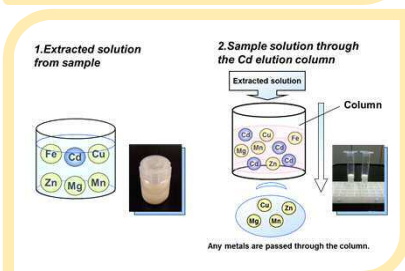 1.Extracted solution
from sample
Fe Cd Cu
Zn Mg Mn
2.Sample solution through
the Cd elution column
Extracted solution
Column
Cd Cu Fe
Mg Mn Cd
Cd Zn Cd
Cu Zn
Mg Mn
Any metals are passed through the column.